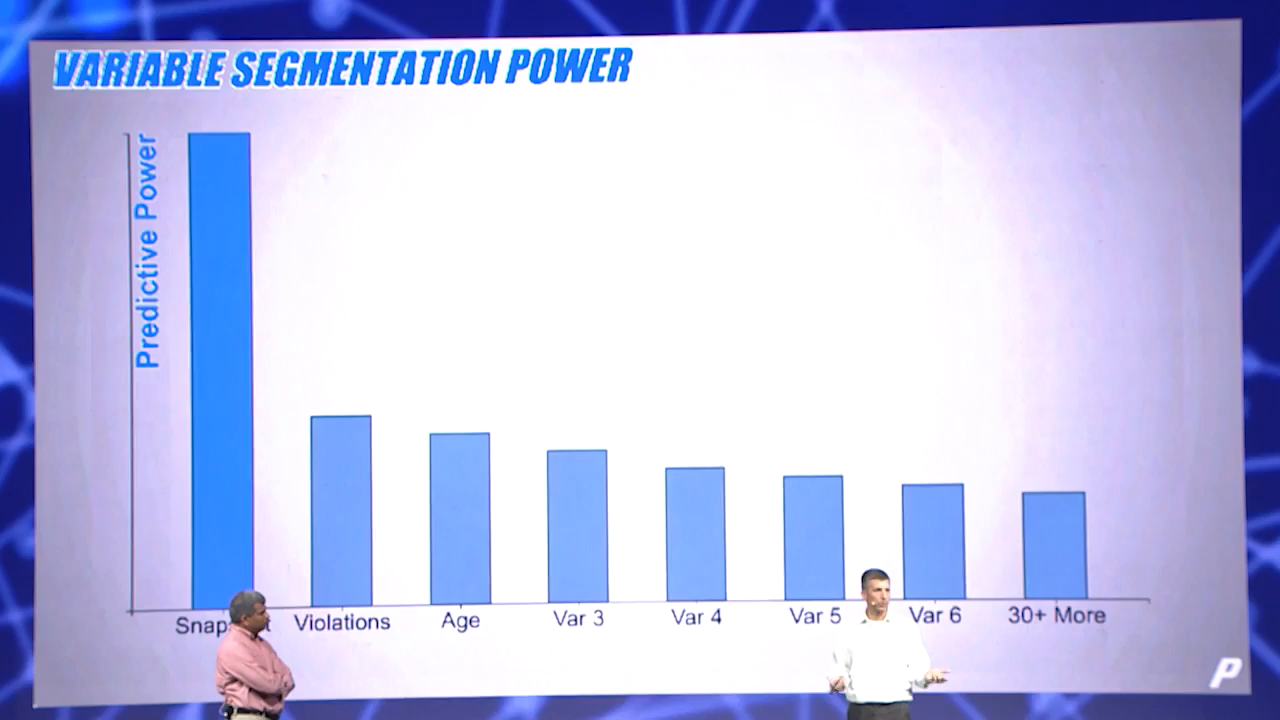 VARIABLE SEGMENTATION POWER
Predictive Power
Violations
Age
Var 3
Var 4
Var 5
Var 6
30+ More
P